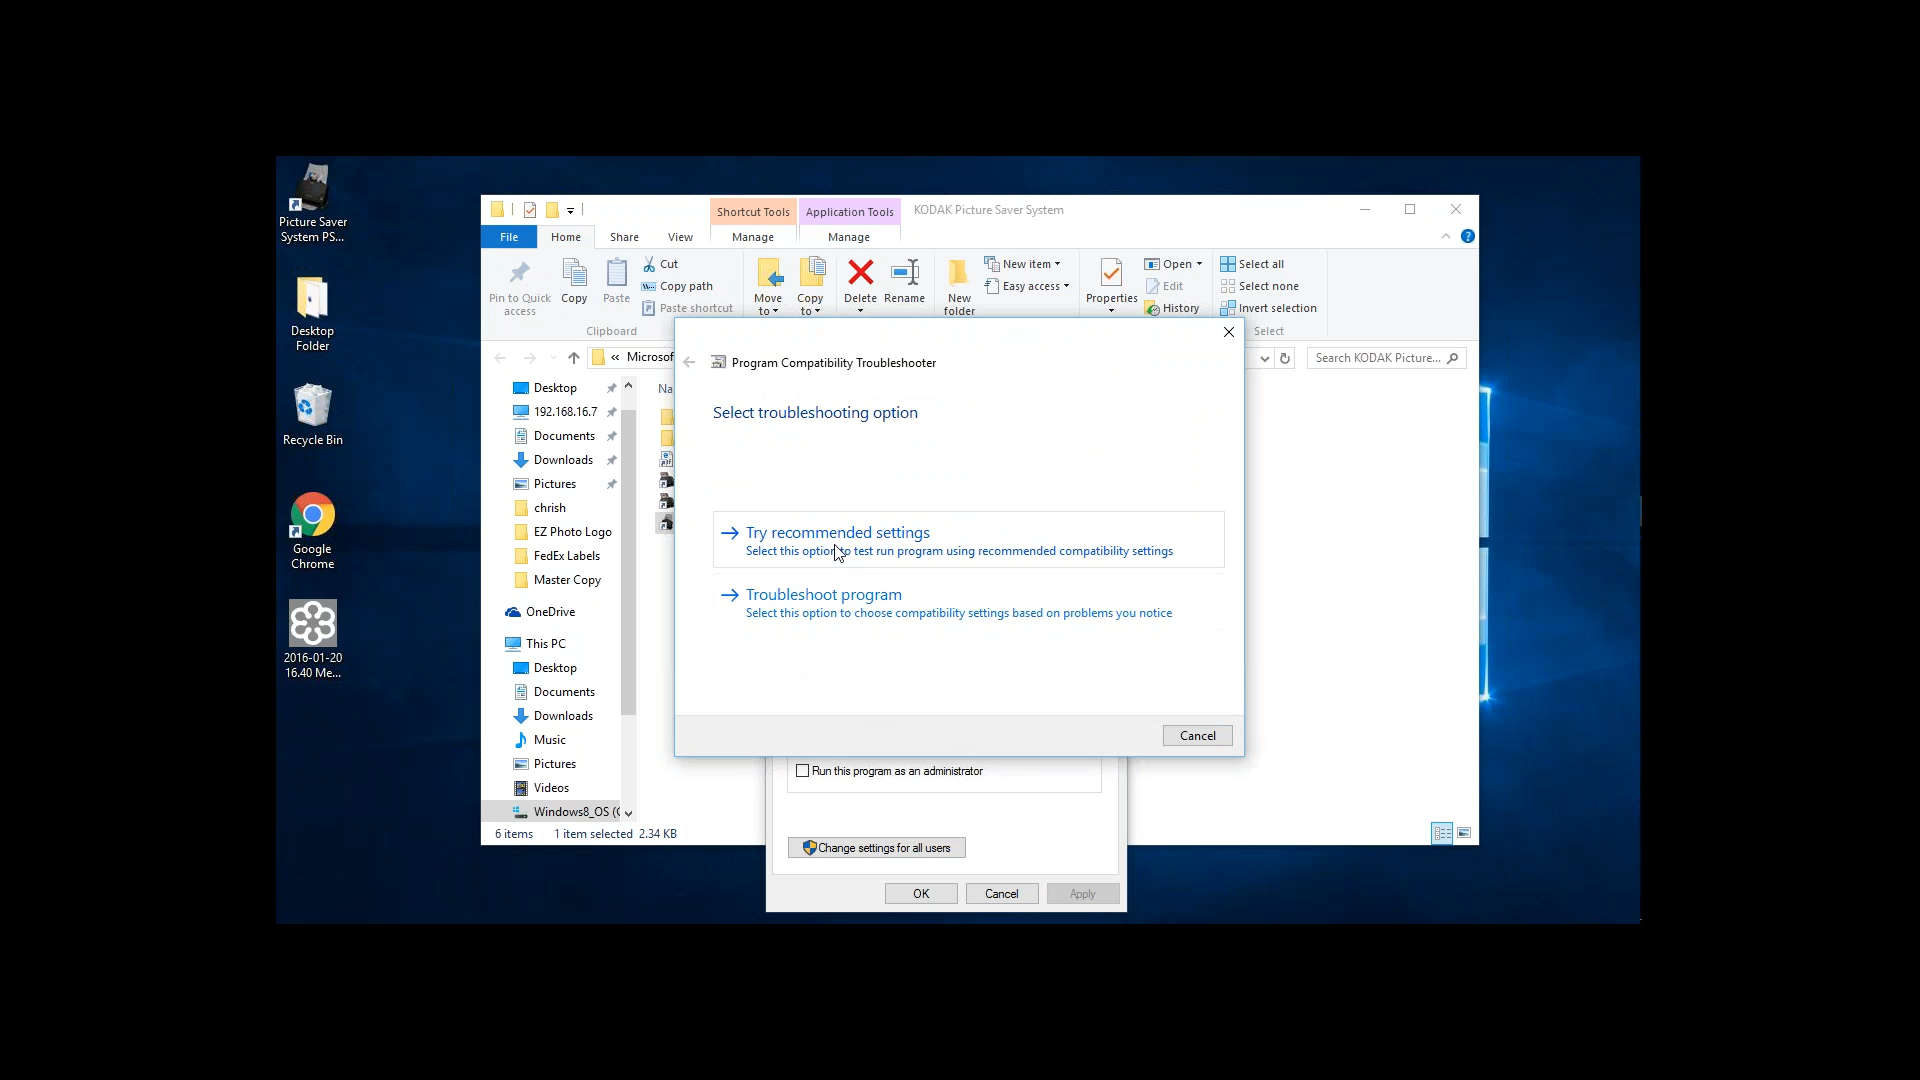 Picture Saver
System PS...
Desktop
Folder
Recycle Bin
Google
Chrome
2016-01-20
16.40 Me...
Shortcut Tools
Application Tools
KODAK Picture Saver System
File
Home
Share
View
Manage
Manage
Pin to Quick
access
Copy
Paste
Cut
Copy path
Paste shortcut
Clipboard
Move
to
Copy
to
Delete
Rename
New
folder
New item
Easy access
Properties
Open
Edit
History
Select all
Select none
Invert selection
Select
« Microsof
Search KODAK Picture...
Na
Desktop
192.168.16.7
Documents
Downloads
Pictures
chrish
EZ Photo Logo
FedEx Labels
Master Copy
OneDrive
This PC
Desktop
Documents
Downloads
Music
Pictures
Videos
Windows8_OS (
6 items 1 item selected 2.34 KB
Program Compatibility Troubleshooter
Select troubleshooting option
Try recommended settings
Select this option to test run program using recommended compatibility settings
Troubleshoot program
Select this option to choose compatibility settings based on problems you notice
Cancel
Run this program as an administrator
Change settings for all users
OK
Cancel
Apply